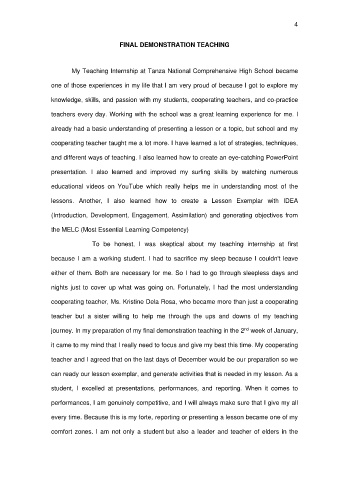 4
FINAL DEMONSTRATION TEACHING
My Teaching Internship at Tanza National Comprehensive High School became
one of those experiences in my life that I am very proud of because I got to explore my
knowledge, skills, and passion with my students, cooperating teachers, and co-practice
teachers every day. Working with the school was a great learning experience for me. I
already had a basic understanding of presenting a lesson or a topic, but school and my
cooperating teacher taught me a lot more. I have learned a lot of strategies, techniques,
and different ways of teaching. I also learned how to create an eye-catching PowerPoint
presentation. I also learned and improved my surfing skills by watching numerous
educational videos on YouTube which really helps me in understanding most of the
lessons. Another, I also learned how to create a Lesson Exemplar with IDEA
(Introduction, Development, Engagement, Assimilation) and generating objectives from
the MELC (Most Essential Learning Competency)
To be honest, I was skeptical about my teaching internship at first
because I am a working student. I had to sacrifice my sleep because I couldn't leave
either of them. Both are necessary for me. So I had to go through sleepless days and
nights just to cover up what was going on. Fortunately, I had the most understanding
cooperating teacher, Ms. Kristine Dela Rosa, who became more than just a cooperating
teacher but a sister willing to help me through the ups and downs of my teaching
journey. In my preparation of my final demonstration teaching in the 2nd week of January,
it came to my mind that I really need to focus and give my best this time. My cooperating
teacher and I agreed that on the last days of December would be our preparation so we
can ready our lesson exemplar, and generate activities that is needed in my lesson. As a
student, I excelled at presentations, performances, and reporting. When it comes to
performances, I am genuinely competitive, and I will always make sure that I give my all
every time. Because this is my forte, reporting or presenting a lesson became one of my
comfort zones. I am not only a student but also a leader and teacher of elders in the